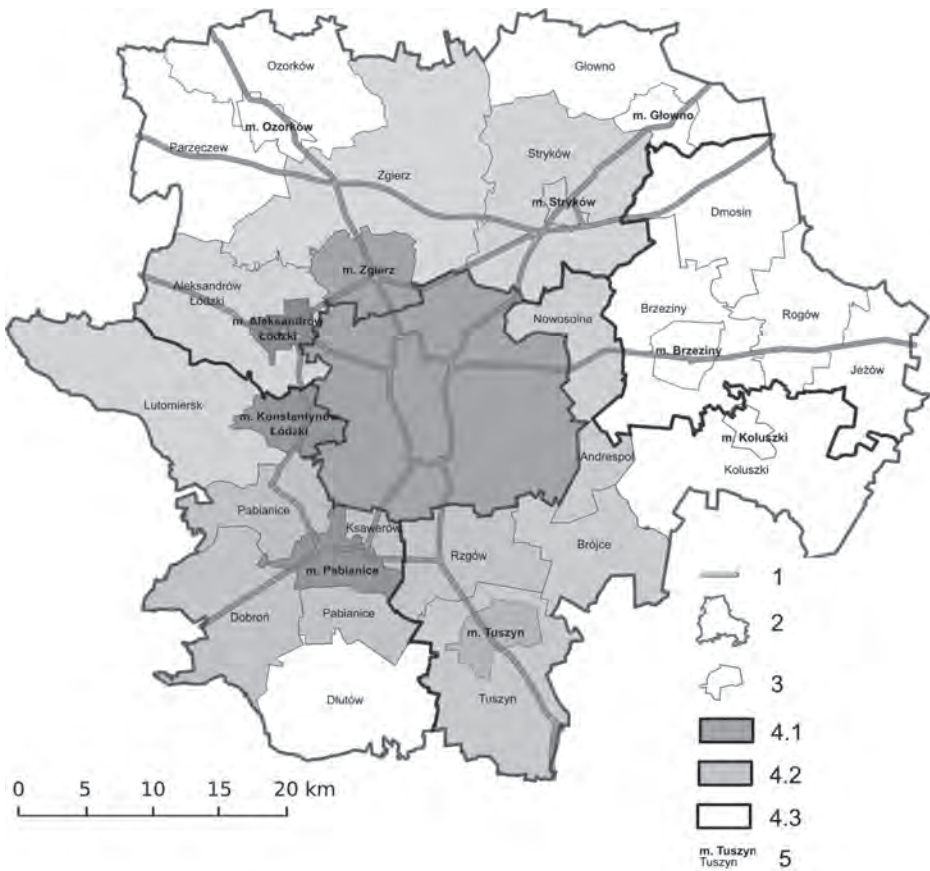 Ozorków
Głowno
m. Ozorków
m. Głowno
Parzęczew
Stryków
Zgierz
m. Stryków
Dmosin
m. Zgierz
Aleksandrów
Łódzki
Nowosolna
Brzeziny
Rogów
m. Aleksandrów
Łódzki
m. Brzeziny
Jeżów
Lutomiersk
m. Konstantynów
Łódzki
m. Koluszki
Koluszki
Andrespol
Pabianice
Ksawerów
Rzgów
Brójce
m. Pabianice
Dobroń
Pabianice
m. Tuszyn
Dłutów
Tuszyn
1
2
3
4.1
4.2
4.3
m. Tuszyn
Tuszyn
5
0 5 10 15 20 km